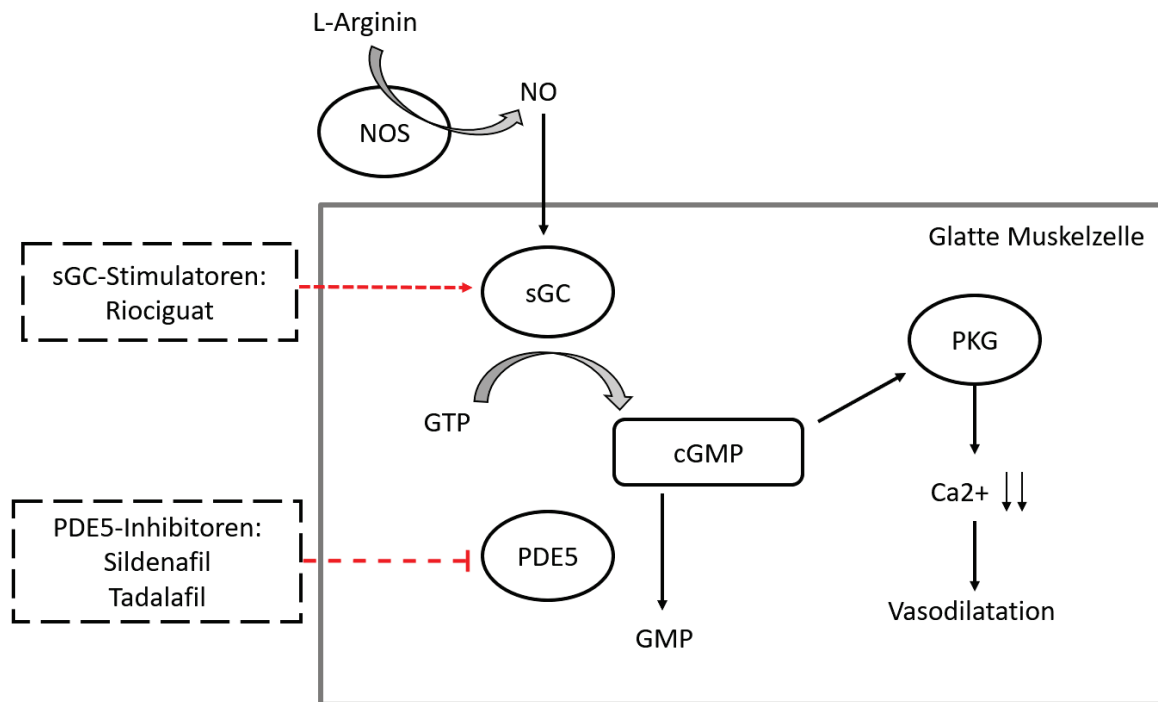 L-Arginin
NO
NOS
Glatte Muskelzelle
sGC-Stimulatoren:
Riociguat
sGC
PKG
GTP
cGMP
Ca2+
PDE5-Inhibitoren:
Sildenafil
Tadalafil
PDE5
Vasodilatation
GMP